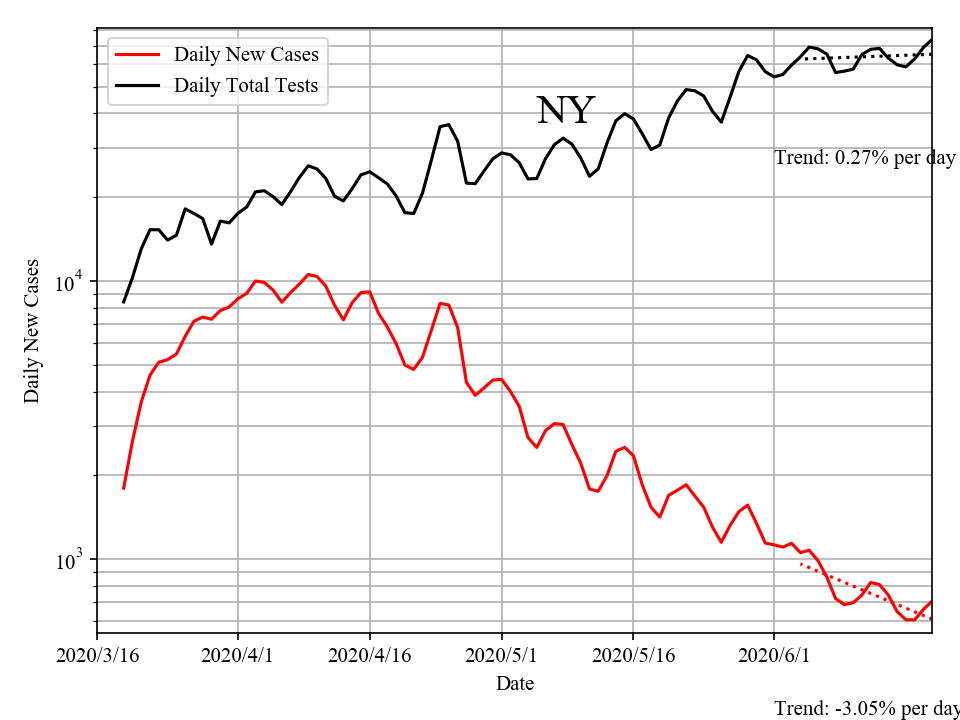 Daily New Cases
Daily Total Tests
NY
Trend: 0.27% per day
10^4
10^3
Daily New Cases
2020/3/16 2020/4/1 2020/4/16 2020/5/1 2020/5/16 2020/6/1
Date
Trend: -3.05% per day